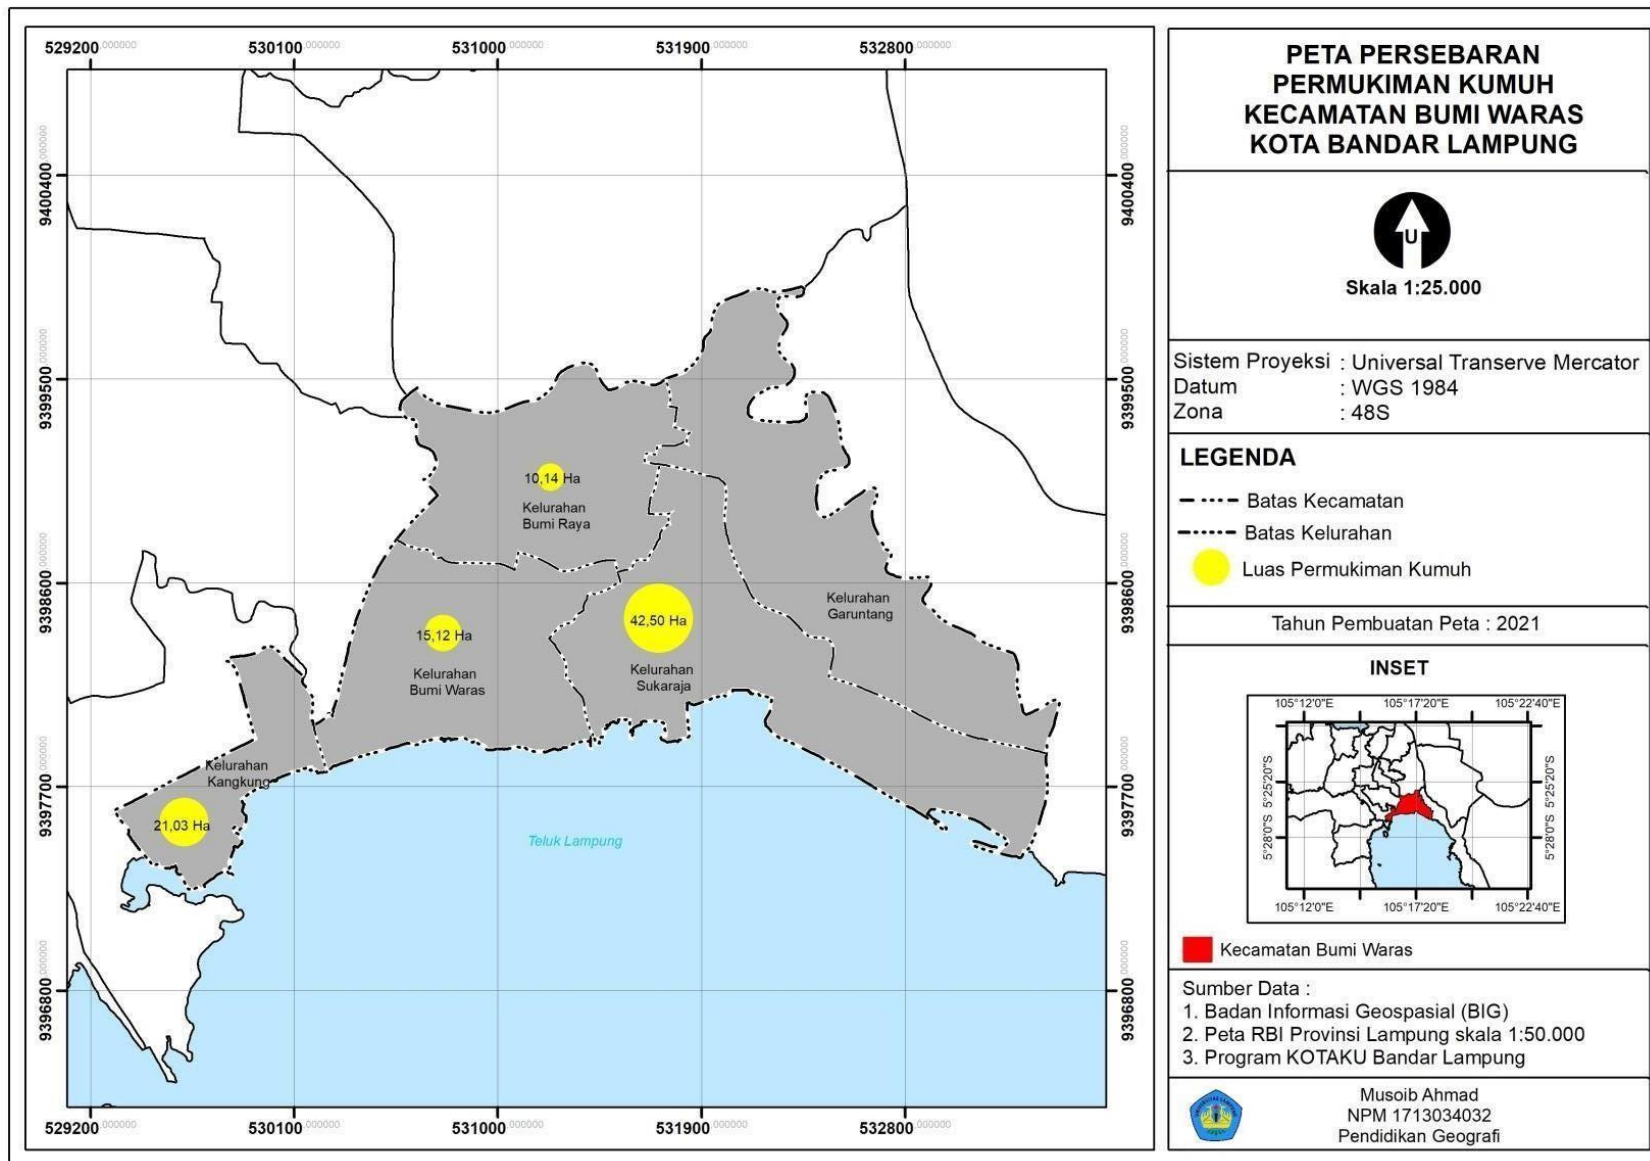 529200.000000 530100.000000 531000.000000 531900.000000 532800.000000
9400400.000000
9399500.000000
9398600.000000
9397700.000000
9396800.000000
10,14 Ha
Kelurahan
Bumi Raya
15,12 Ha
Kelurahan
Bumi Waras
42,50 Ha
Kelurahan
Sukaraja
Kelurahan
Garuntang
Kelurahan
Kangkung
21,03 Ha
Teluk Lampung
9400400.000000
9399500.000000
9398600.000000
9397700.000000
9396800.000000
529200.000000 530100.000000 531000.000000 531900.000000 532800.000000
PETA PERSEBARAN
PERMUKIMAN KUMUH
KECAMATAN BUMI WARAS
KOTA BANDAR LAMPUNG
U
Skala 1:25.000
Sistem Proyeksi : Universal Transerve Mercator
Datum : WGS 1984
Zona : 48S
LEGENDA
Batas Kecamatan
Batas Kelurahan
Luas Permukiman Kumuh
Tahun Pembuatan Peta : 2021
INSET
105°12'0"E 105°17'20"E 105°22'40"E
5°25'20"S
5°28'0"S
5°25'20"S
5°28'0"S
105°12'0"E 105°17'20"E 105°22'40"E
Kecamatan Bumi Waras
Sumber Data :
1. Badan Informasi Geospasial (BIG)
2. Peta RBI Provinsi Lampung skala 1:50.000
3. Program KOTAKU Bandar Lampung
Musoib Ahmad
NPM 1713034032
Pendidikan Geografi